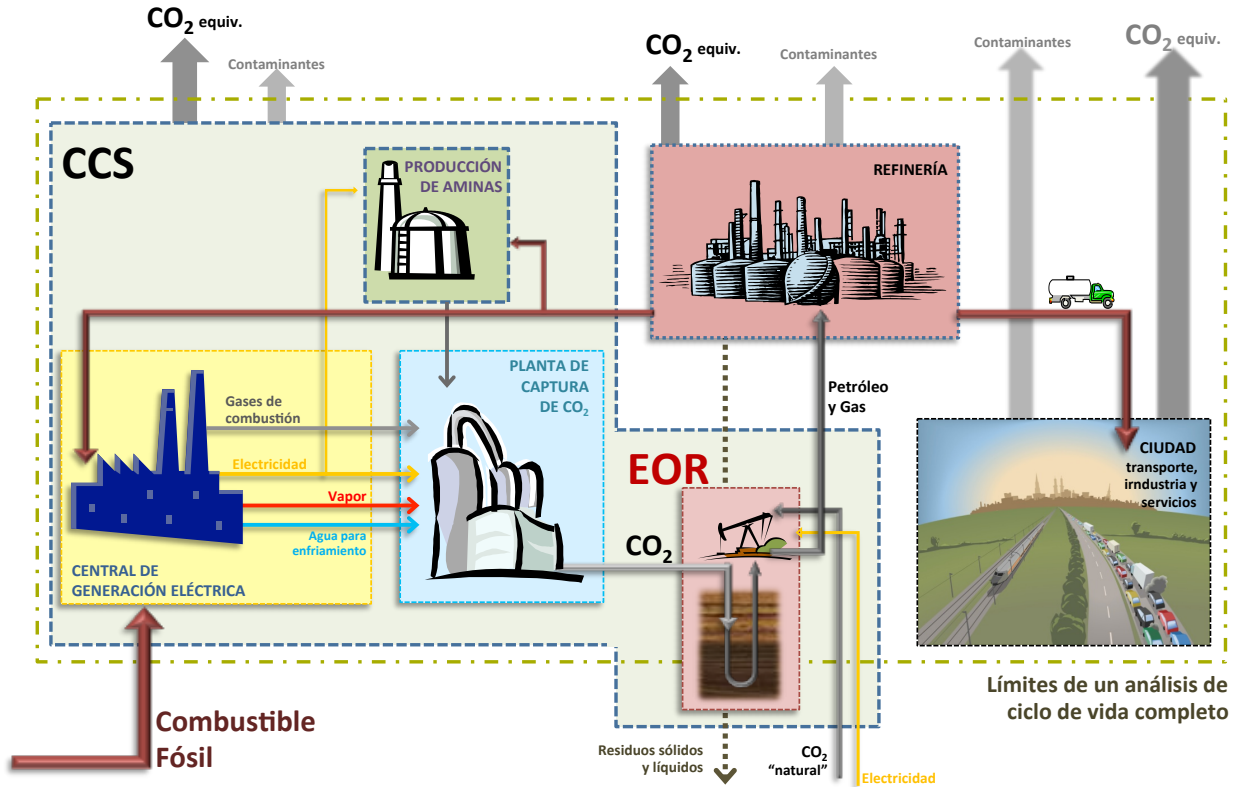 CO2 equiv.
Contaminantes
CO2 equiv.
Contaminantes
Contaminantes
CO2 equiv.
CCS
PRODUCCIÓN
DE AMINAS
REFINERÍA
PLANTA DE
CAPTURA
DE CO2
Gases de
combustión
Electricidad
Vapor
Agua para
enfriamiento
CENTRAL DE
GENERACIÓN ELÉCTRICA
Petróleo
y Gas
EOR
CO2
CIUDAD
transporte,
irndustria y
servicios
Límites de un análisis de
ciclo de vida completo
Combustible
Fósil
Residuos sólidos
y líquidos
CO2
“natural”
Electricidad